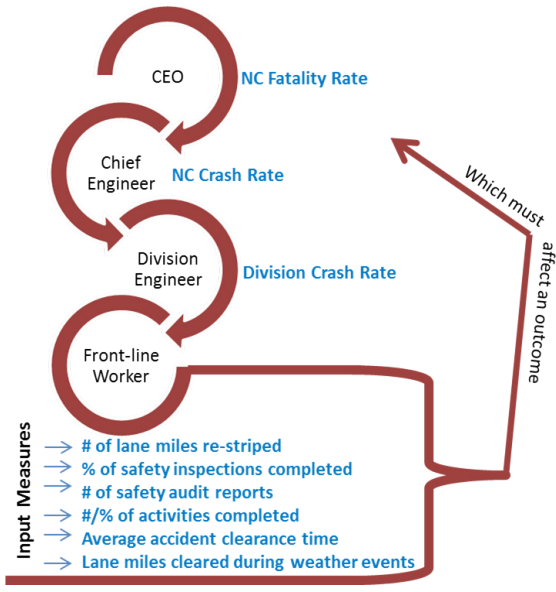 CEO
NC Fatality Rate
Chief
Engineer
NC Crash Rate
Division
Engineer
Division Crash Rate
Front-line
Worker
Input Measures
# of lane miles re-striped
% of safety inspections completed
# of safety audit reports
#/% of activities completed
Average accident clearance time
Lane miles cleared during weather events
Which must
affect an outcome